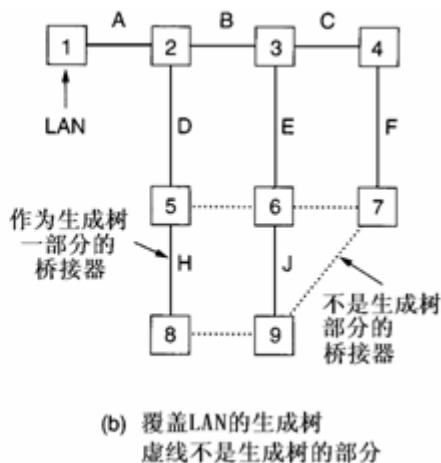 A B C
1 2 3 4
LAN D E F
5 6 7
作为生成树
一部分的
桥接器
H J
不是生成树
部分的
桥接器
8 9
(b) 覆盖LAN的生成树
虚线不是生成树的部分